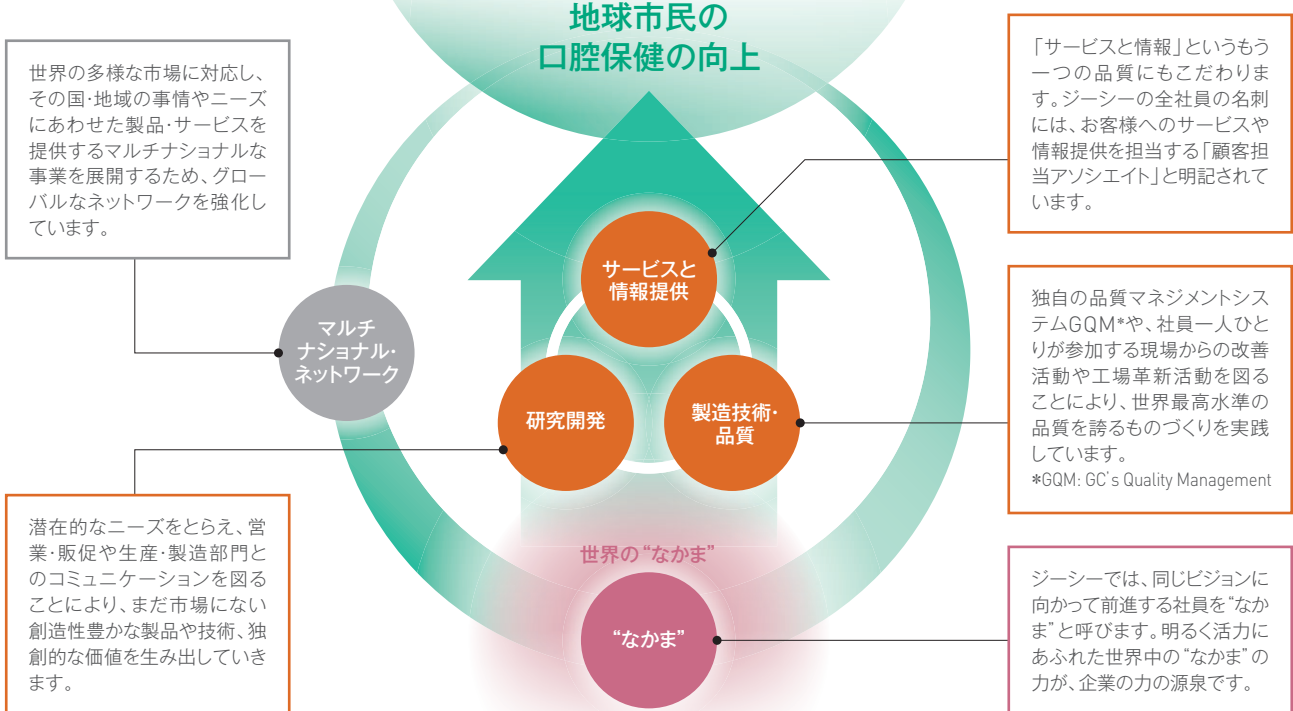 地球市民の
口腔保健の向上
世界の多様な市場に対応し、
その国・地域の事情やニーズ
にあわせた製品・サービスを
提供するマルチナショナルな
事業を展開するため、グロー
バルなネットワークを強化し
ています。
「サービスと情報」というもう
一つの品質にもこだわりま
す。ジーシーの全社員の名刺
には、お客様へのサービスや
情報提供を担当する「顧客担
当アソシエイト」と明記されて
います。
サービスと
情報提供
マルチ
ナショナル・
ネットワーク
研究開発
製造技術・
品質
独自の品質マネジメントシス
テムGQM*や、社員一人ひと
りが参加する現場からの改善
活動や工場革新活動を図る
ことにより、世界最高水準の
品質を誇るものづくりを実践
しています。
*GQM: GC's Quality Management
潜在的なニーズをとらえ、営
業・販促や生産・製造部門と
のコミュニケーションを図る
ことにより、まだ市場にない
創造性豊かな製品や技術、独
創的な価値を生み出していき
ます。
世界の“なかま”
“なかま”
ジーシーでは、同じビジョンに
向かって前進する社員を“なか
ま”と呼びます。明るく活力に
あふれた世界中の“なかま”の
力が、企業の力の源泉です。